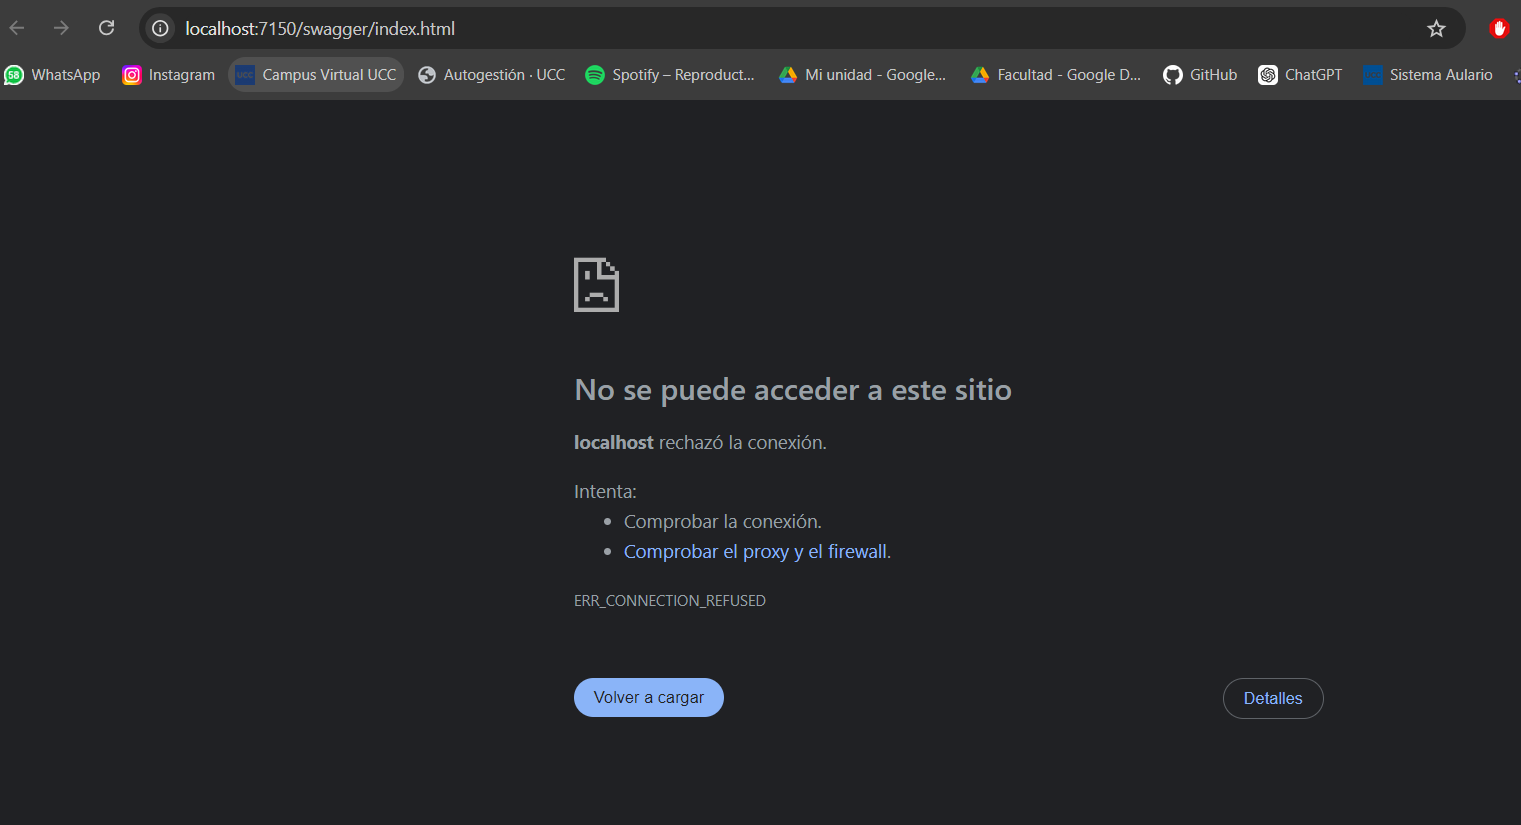 localhost:7150/swagger/index.html
58 WhatsApp Instagram UCC Campus Virtual UCC Autogestión · UCC Spotify – Reproduct... Mi unidad - Google... Facultad - Google D... GitHub ChatGPT Sistema Aulario
No se puede acceder a este sitio
localhost rechazó la conexión.
Intenta:
• Comprobar la conexión.
• Comprobar el proxy y el firewall.
ERR_CONNECTION_REFUSED
Volver a cargar Detalles